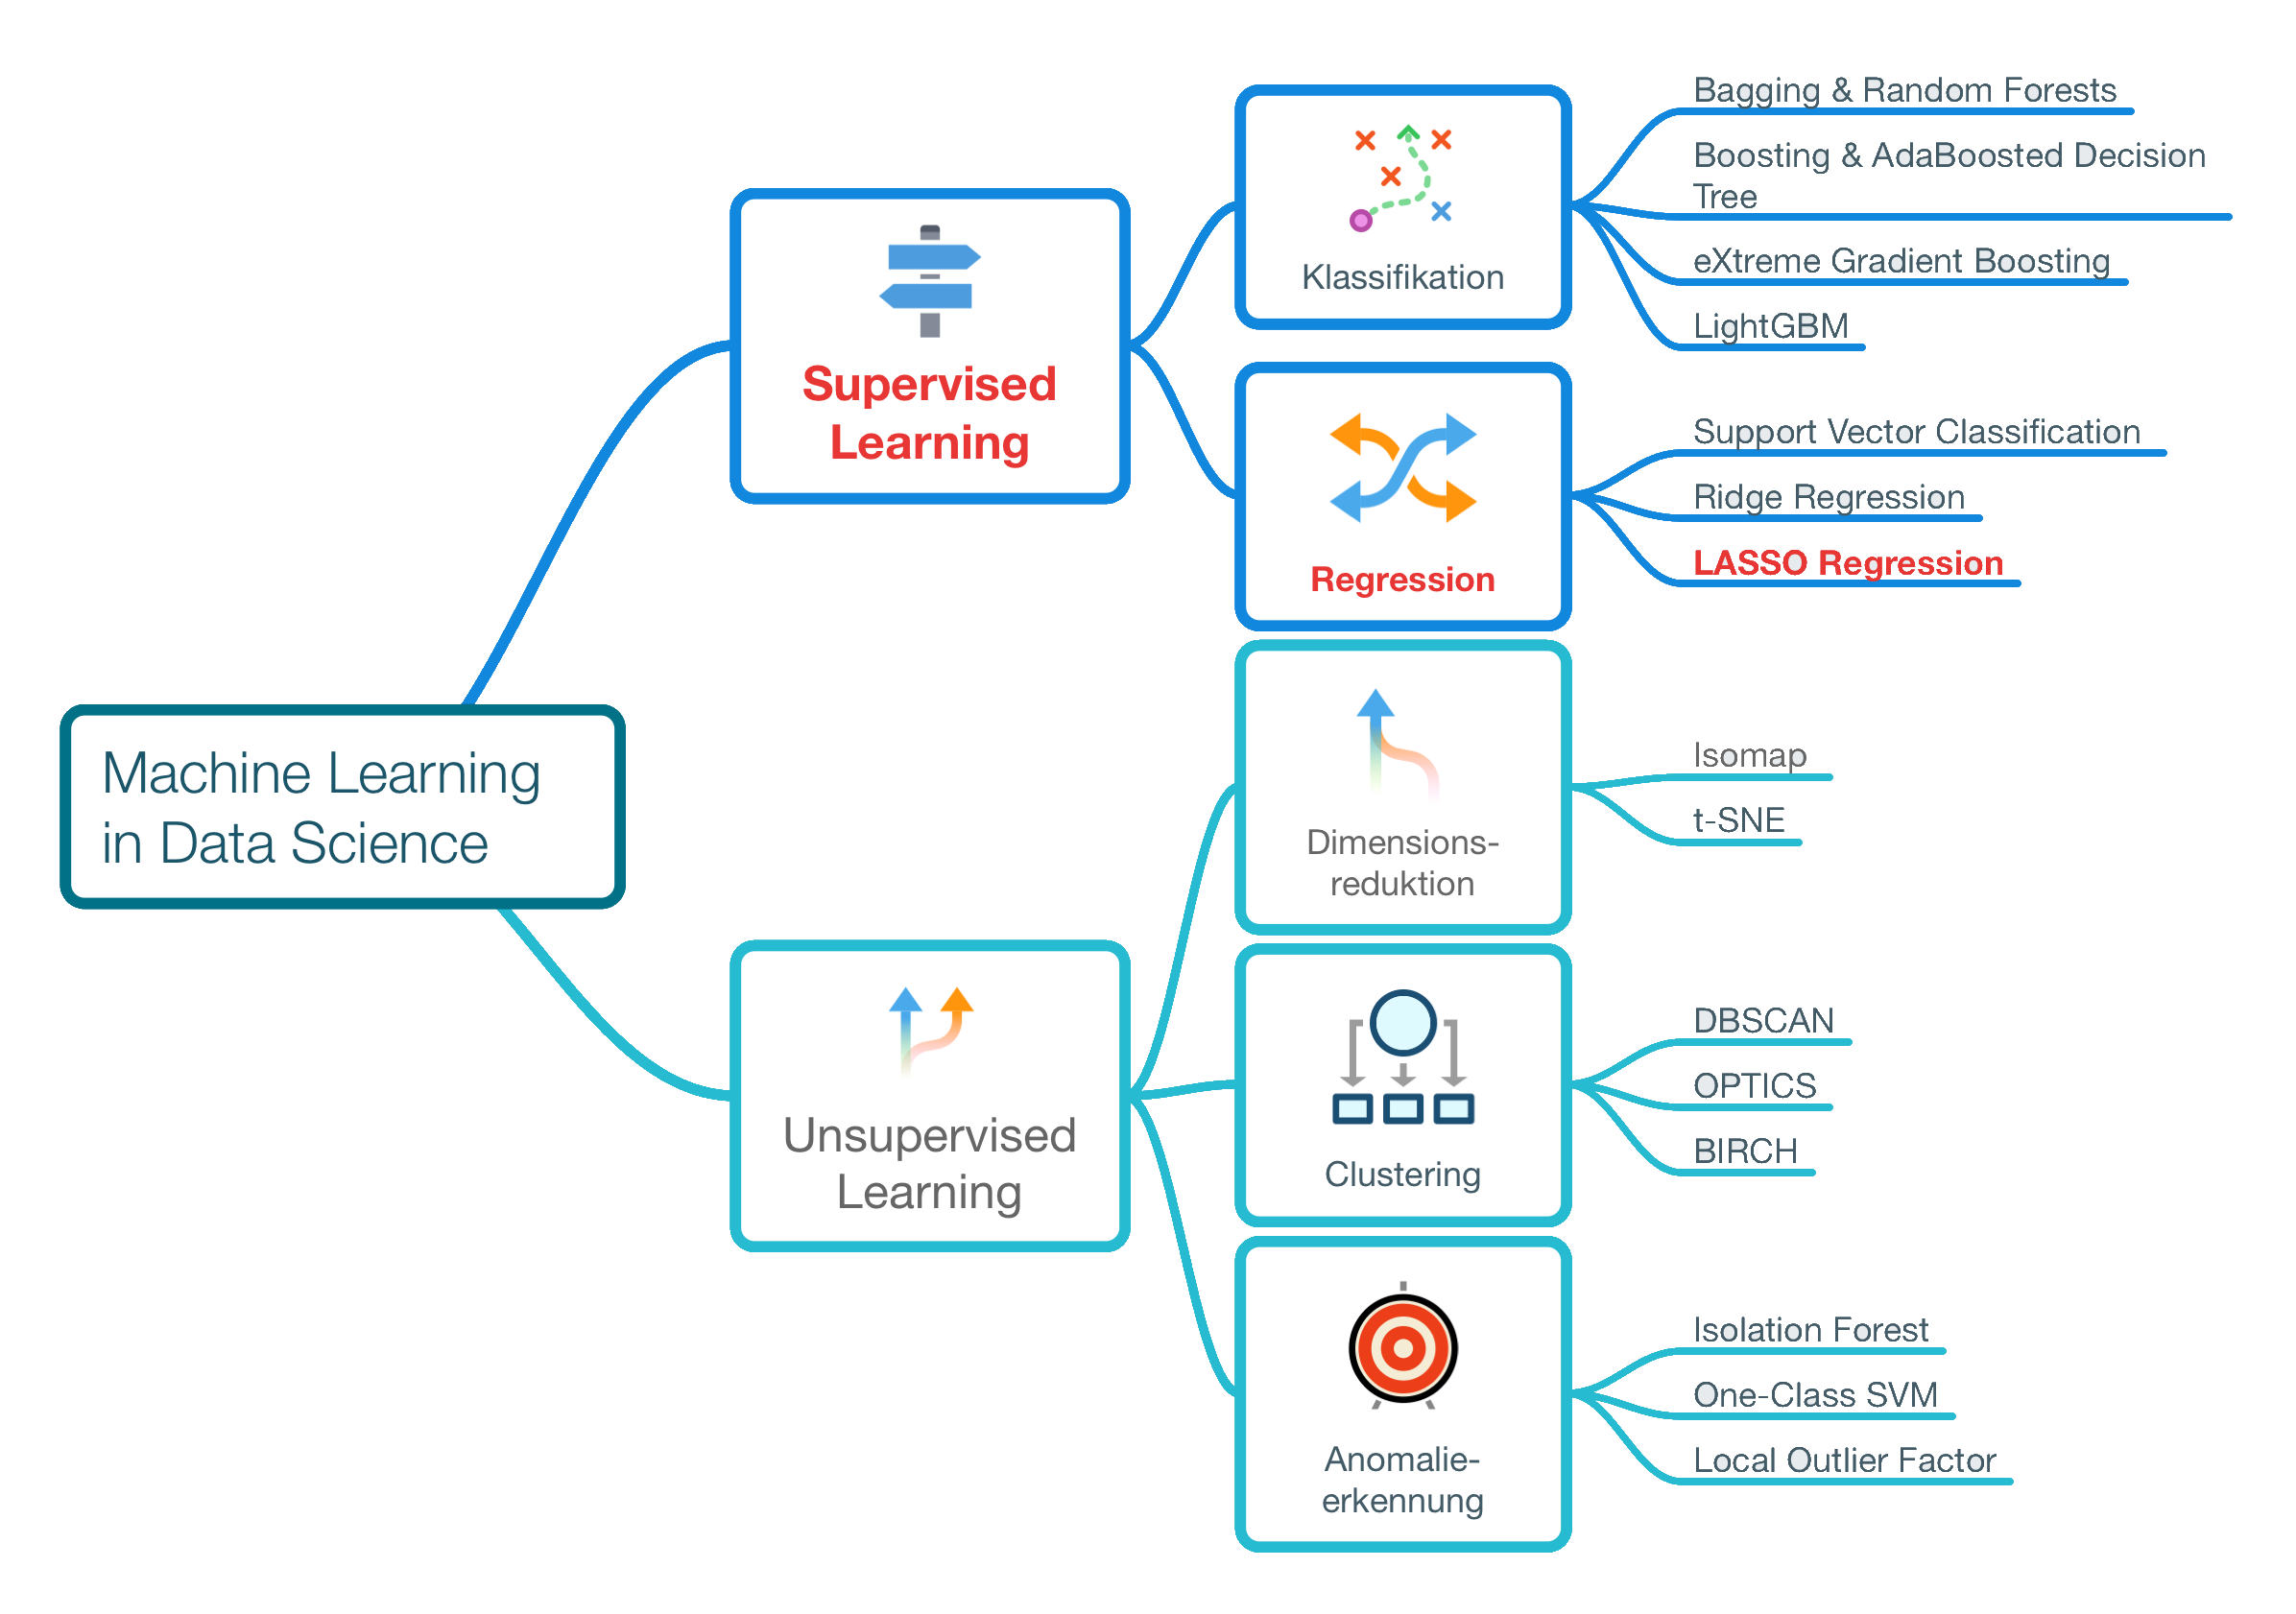 Machine Learning
in Data Science
Supervised
Learning
Klassifikation
Bagging & Random Forests
Boosting & AdaBoosted Decision
Tree
eXtreme Gradient Boosting
LightGBM
Regression
Support Vector Classification
Ridge Regression
LASSO Regression
Unsupervised
Learning
Dimensions-
reduktion
Isomap
t-SNE
Clustering
DBSCAN
OPTICS
BIRCH
Anomalie-
erkennung
Isolation Forest
One-Class SVM
Local Outlier Factor